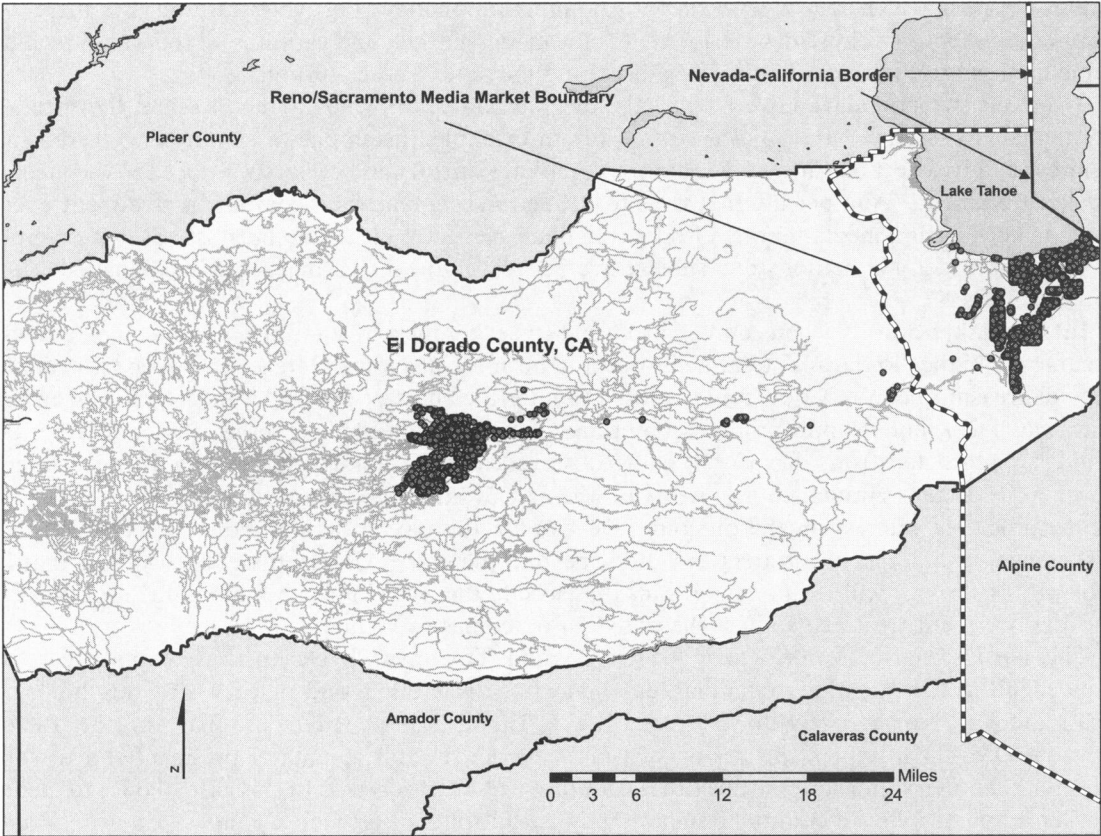 Nevada-California Border
Reno/Sacramento Media Market Boundary
Placer County
Lake Tahoe
El Dorado County, CA
Alpine County
Amador County
Calaveras County
N
Miles
0 3 6 12 18 24